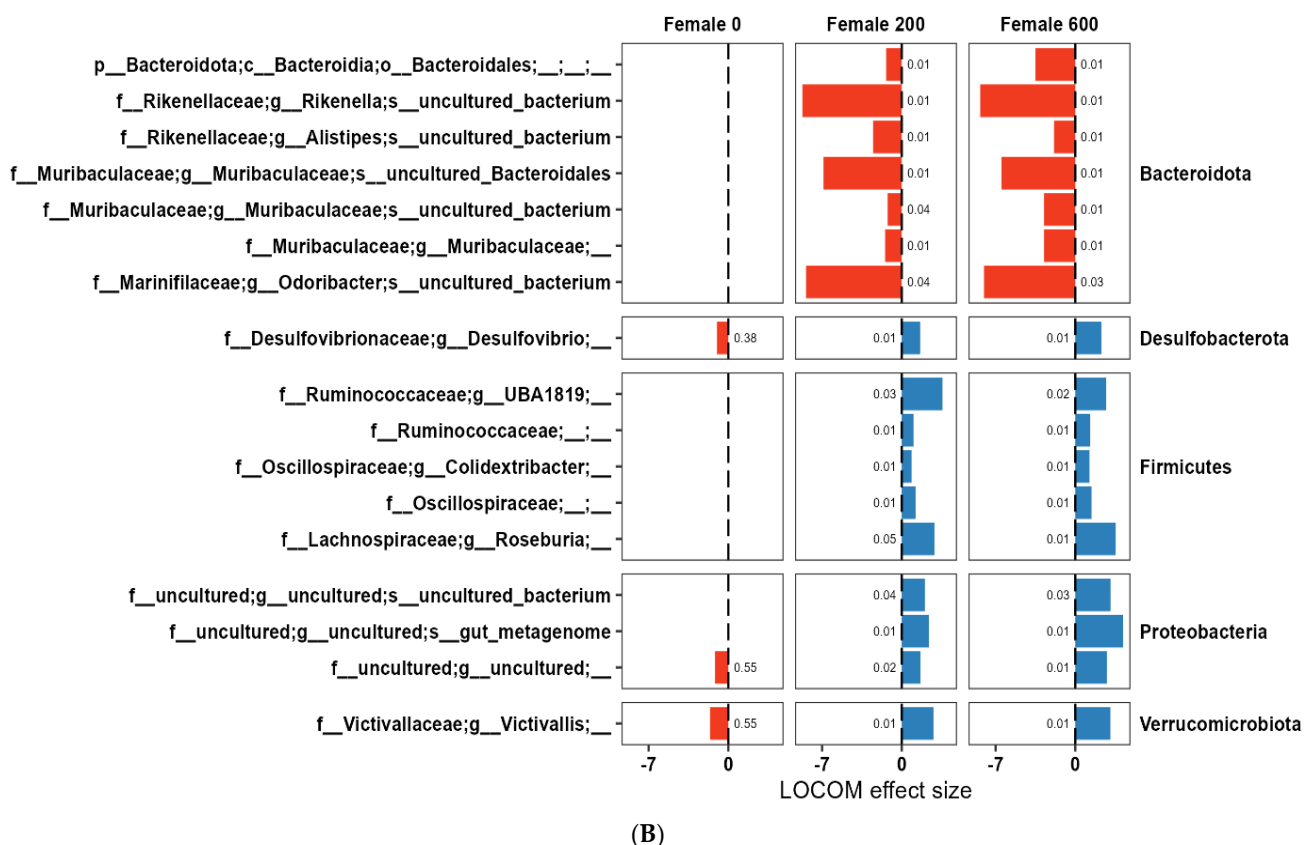 Female 0 Female 200 Female 600
p__Bacteroidota;c__Bacteroidia;o__Bacteroidales;__;__;__ 0.01 0.01
f__Rikenellaceae;g__Rikenella;s__uncultured_bacterium 0.01 0.01
f__Rikenellaceae;g__Alistipes;s__uncultured_bacterium 0.01 0.01
f__Muribaculaceae;g__Muribaculaceae;s__uncultured_Bacteroidales 0.01 0.01 Bacteroidota
f__Muribaculaceae;g__Muribaculaceae;s__uncultured_bacterium 0.04 0.01
f__Muribaculaceae;g__Muribaculaceae;__ 0.01 0.01
f__Marinifilaceae;g__Odoribacter;s__uncultured_bacterium 0.04 0.03
f__Desulfovibrionaceae;g__Desulfovibrio;__ 0.38 0.01 0.01 Desulfobacterota
f__Ruminococcaceae;g__UBA1819;__ 0.03 0.02
f__Ruminococcaceae;__;__ 0.01 0.01
f__Oscillospiraceae;g__Colidextribacter;__ 0.01 0.01 Firmicutes
f__Oscillospiraceae;__;__ 0.01 0.01
f__Lachnospiraceae;g__Roseburia;__ 0.05 0.01
f__uncultured;g__uncultured;s__uncultured_bacterium 0.04 0.03
f__uncultured;g__uncultured;s__gut_metagenome 0.01 0.01 Proteobacteria
f__uncultured;g__uncultured;__ 0.55 0.02 0.01
f__Victivallaceae;g__Victivallis;__ 0.55 0.01 0.01 Verrucomicrobiota
-7 0 -7 0 -7 0
LOCOM effect size
(B)